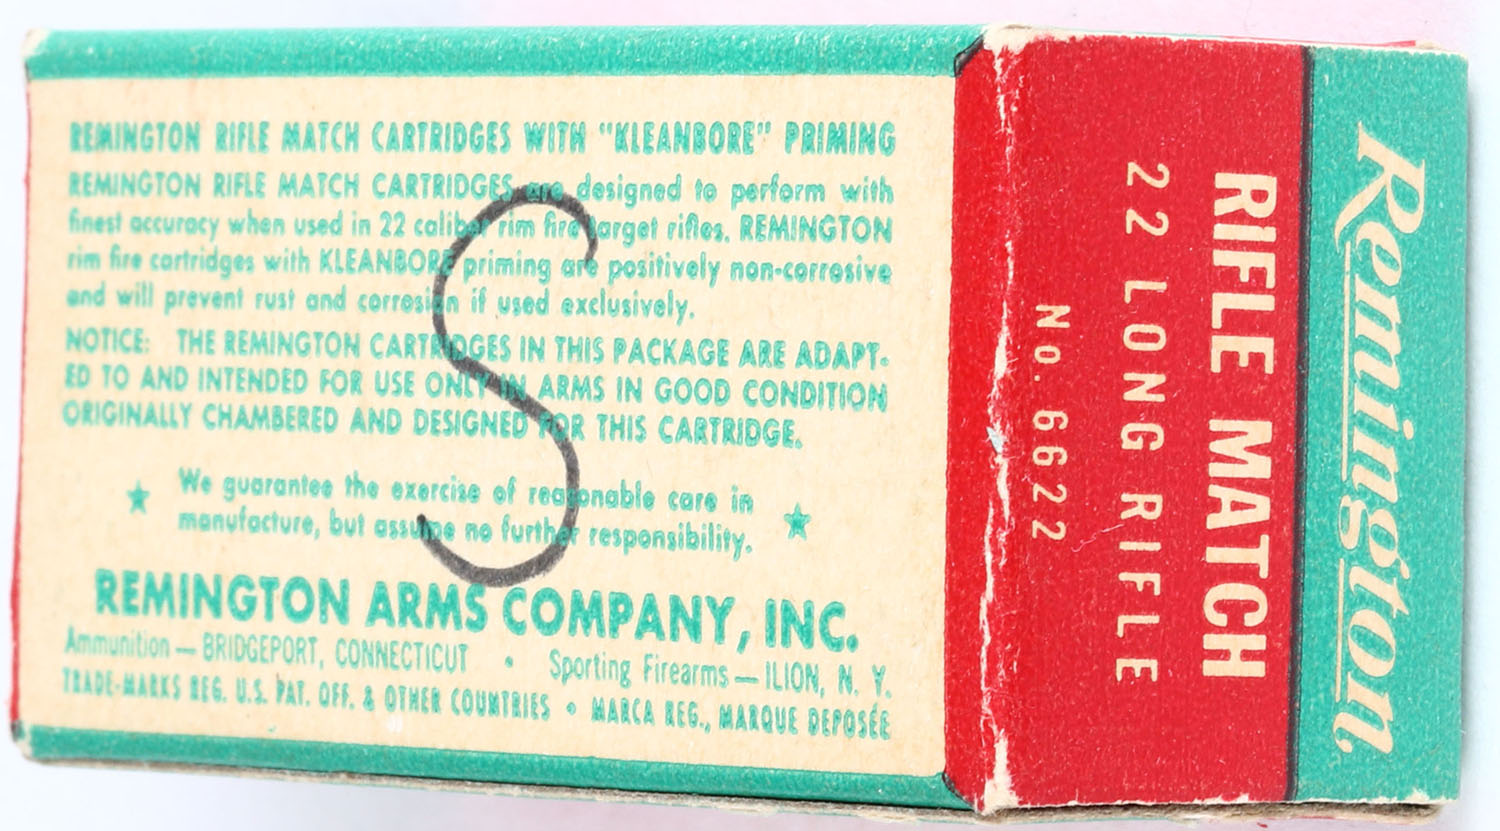 REMINGTON RIFLE MATCH CARTRIDGES WITH "KLEANBORE" PRIMING
REMINGTON RIFLE MATCH CARTRIDGES are designed to perform with
finest accuracy when used in 22 caliber rim fire target rifles. REMINGTON
rim fire cartridges with KLEANBORE priming are positively non-corrosive
and will prevent rust and corrosion if used exclusively.
NOTICE: THE REMINGTON CARTRIDGES IN THIS PACKAGE ARE ADAPT-
ED TO AND INTENDED FOR USE ONLY IN ARMS IN GOOD CONDITION
ORIGINALLY CHAMBERED AND DESIGNED FOR THIS CARTRIDGE.
★ We guarantee the exercise of reasonable care in
manufacture, but assume no further responsibility. ★
REMINGTON ARMS COMPANY, INC.
Ammunition — BRIDGEPORT, CONNECTICUT • Sporting Firearms — ILION, N. Y.
TRADE-MARKS REG. U.S. PAT. OFF. & OTHER COUNTRIES • MARCA REG., MARQUE DEPOSÉE
S
Remington
RIFLE MATCH
22 LONG RIFLE
No. 6622